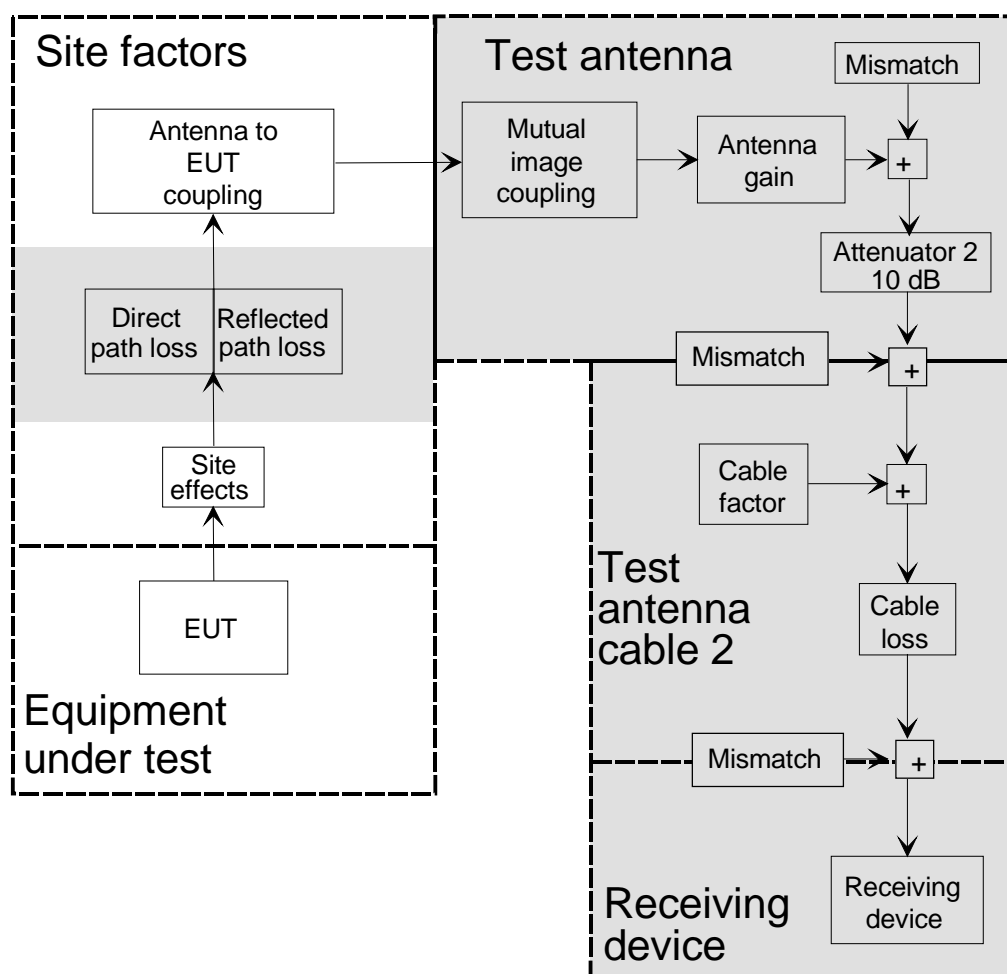 Site factors
Antenna to
EUT
coupling
Direct
path loss
Reflected
path loss
Site
effects
EUT
Equipment
under test
Test antenna
Mismatch
Mutual
image
coupling
Antenna
gain
+
Attenuator 2
10 dB
Mismatch
+
Cable
factor
+
Test
antenna
cable 2
Cable
loss
Mismatch
+
Receiving
device
Receiving
device